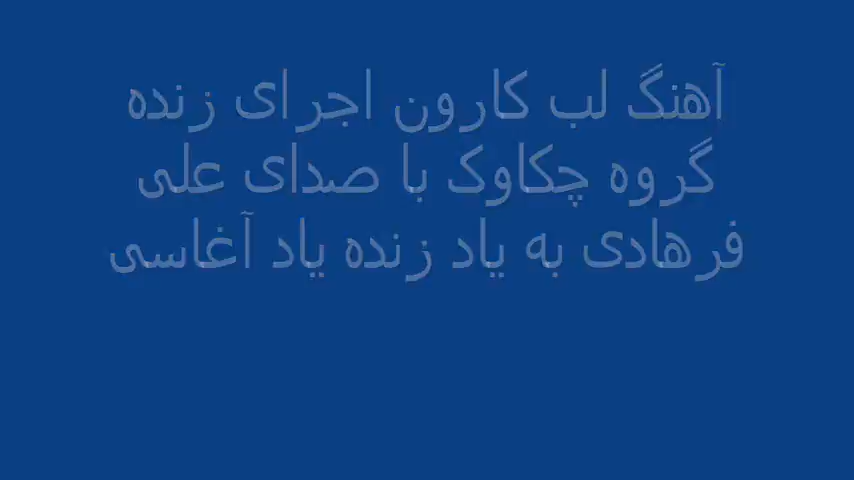 آهنگ لب کارون اجرای زنده
گروه چکاوک با صدای علی
فرهادی به یاد زنده یاد آغاسی